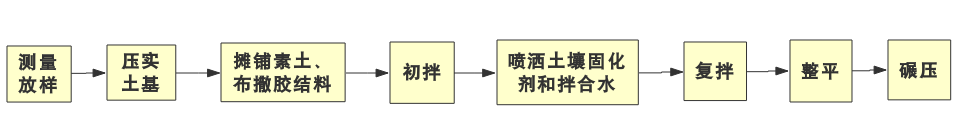 测量
放样
压实
土基
摊铺素土、
布撒胶结料
初拌
喷洒土壤固化
剂和拌合水
复拌
整平
碾压